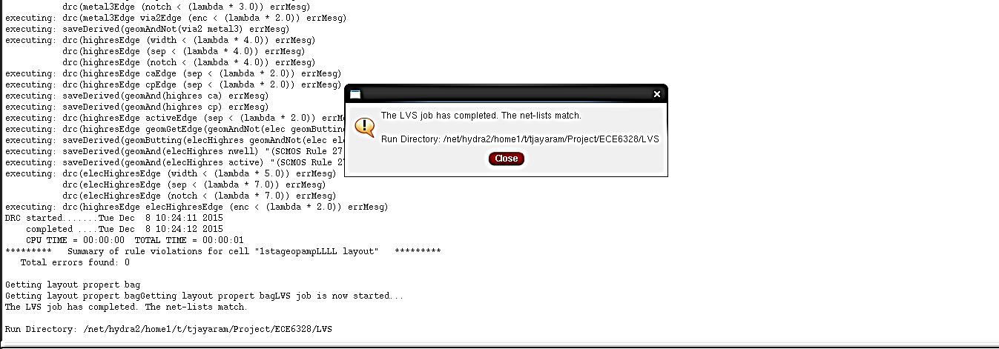 drc(metal3Edge (notch < (lambda * 3.0)) errMesg)
executing: drc(metal3Edge via2Edge (enc < (lambda * 2.0)) errMesg)
executing: saveDerived(geomAndNot(via2 metal3) errMesg)
executing: drc(highresEdge (width < (lambda * 4.0)) errMesg)
drc(highresEdge (sep < (lambda * 4.0)) errMesg)
drc(highresEdge (notch < (lambda * 4.0)) errMesg)
executing: drc(highresEdge caEdge (sep < (lambda * 2.0)) errMesg)
executing: drc(highresEdge cpEdge (sep < (lambda * 2.0)) errMesg)
executing: saveDerived(geomAnd(highres ca) errMesg)
executing: saveDerived(geomAnd(highres cp) errMesg)
executing: drc(highresEdge activeEdge (sep < (lambda * 2.0)) errM
executing: drc(highresEdge geomGetEdge(geomAndNot(elec geomButtin
executing: saveDerived(geomButting(elecHighres geomAndNot(elec el
executing: saveDerived(geomAnd(elecHighres nwell) "(SCMOS Rule 27
executing: saveDerived(geomAnd(elecHighres active) "(SCMOS Rule 27
executing: drc(elecHighresEdge (width < (lambda * 5.0)) errMesg)
drc(elecHighresEdge (sep < (lambda * 7.0)) errMesg)
drc(elecHighresEdge (notch < (lambda * 7.0)) errMesg)
executing: drc(highresEdge elecHighresEdge (enc < (lambda * 2.0)) errMesg)
DRC started.......Tue Dec  8 10:24:11 2015
completed ....Tue Dec  8 10:24:12 2015
CPU TIME = 00:00:00  TOTAL TIME = 00:00:01
*********   Summary of rule violations for cell "1stageopampLLLL layout"   *********
Total errors found: 0
Getting layout propert bag
Getting layout propert bagGetting layout propert bagLVS job is now started...
The LVS job has completed. The net-lists match.
Run Directory: /net/hydra2/home1/t/tjayaram/Project/ECE6328/LVS
The LVS job has completed. The net-lists match.
Run Directory: /net/hydra2/home1/t/tjayaram/Project/ECE6328/LVS
Close